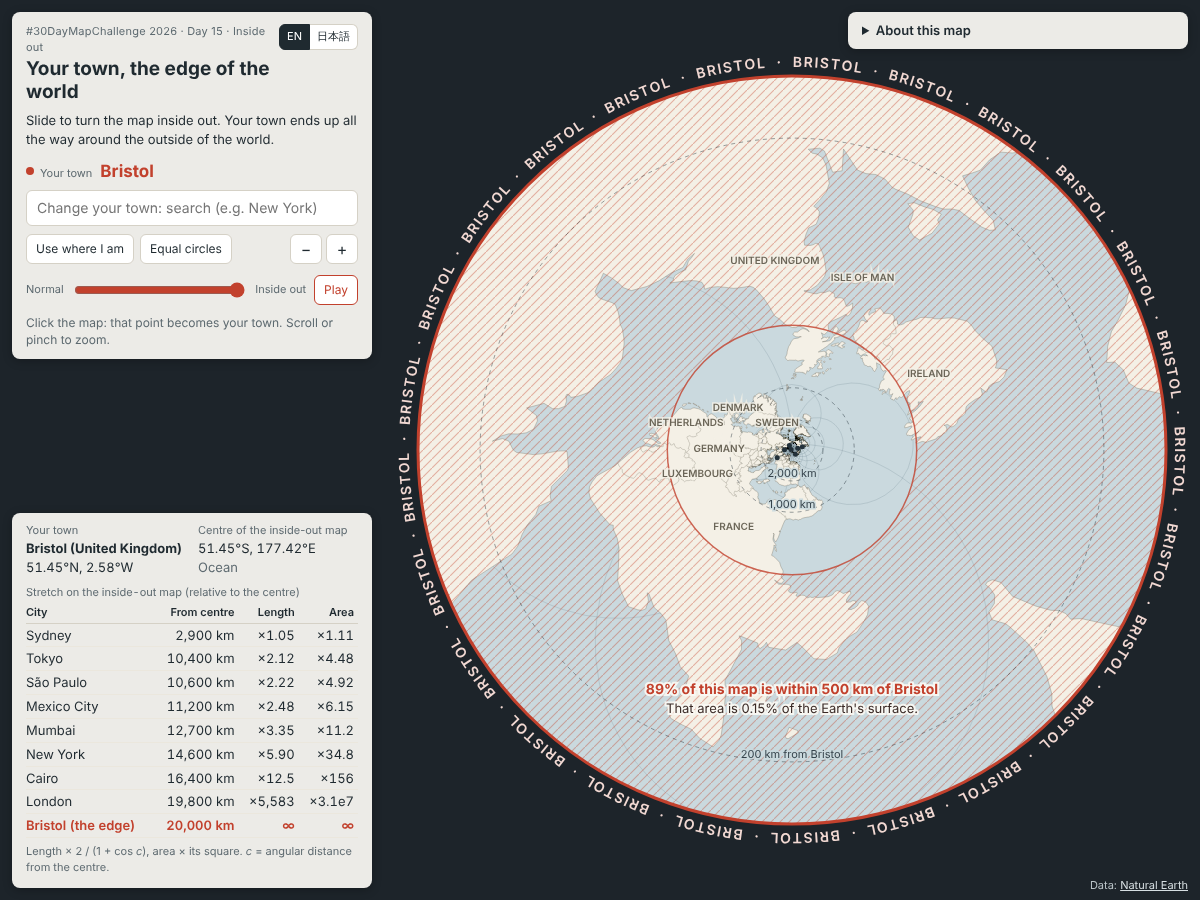 #30DayMapChallenge 2026 · Day 15 · Inside
out
EN
日本語
Your town, the edge of the
world
Slide to turn the map inside out. Your town ends up all
the way around the outside of the world.
Your town Bristol
Change your town: search (e.g. New York)
Use where I am
Equal circles
−
+
Normal
Inside out
Play
Click the map: that point becomes your town. Scroll or
pinch to zoom.
▶ About this map
BRISTOL · BRISTOL · BRISTOL · BRISTOL · BRISTOL · BRISTOL · BRISTOL · BRISTOL · BRISTOL · BRISTOL · BRISTOL · BRISTOL · BRISTOL · BRISTOL · BRISTOL · BRISTOL · BRISTOL · BRISTOL · BRISTOL · BRISTOL · BRISTOL · BRISTOL · BRISTOL · BRISTOL ·
UNITED KINGDOM
ISLE OF MAN
IRELAND
DENMARK
NETHERLANDS
SWEDEN
GERMANY
LUXEMBOURG
2,000 km
1,000 km
FRANCE
89% of this map is within 500 km of Bristol
That area is 0.15% of the Earth's surface.
200 km from Bristol
Your town
Centre of the inside-out map
Bristol (United Kingdom)
51.45°S, 177.42°E
51.45°N, 2.58°W
Ocean
Stretch on the inside-out map (relative to the centre)
City From centre Length Area
Sydney 2,900 km ×1.05 ×1.11
Tokyo 10,400 km ×2.12 ×4.48
São Paulo 10,600 km ×2.22 ×4.92
Mexico City 11,200 km ×2.48 ×6.15
Mumbai 12,700 km ×3.35 ×11.2
New York 14,600 km ×5.90 ×34.8
Cairo 16,400 km ×12.5 ×156
London 19,800 km ×5,583 ×3.1e7
Bristol (the edge) 20,000 km ∞ ∞
Length × 2 / (1 + cos c), area × its square. c = angular distance
from the centre.
Data: Natural Earth